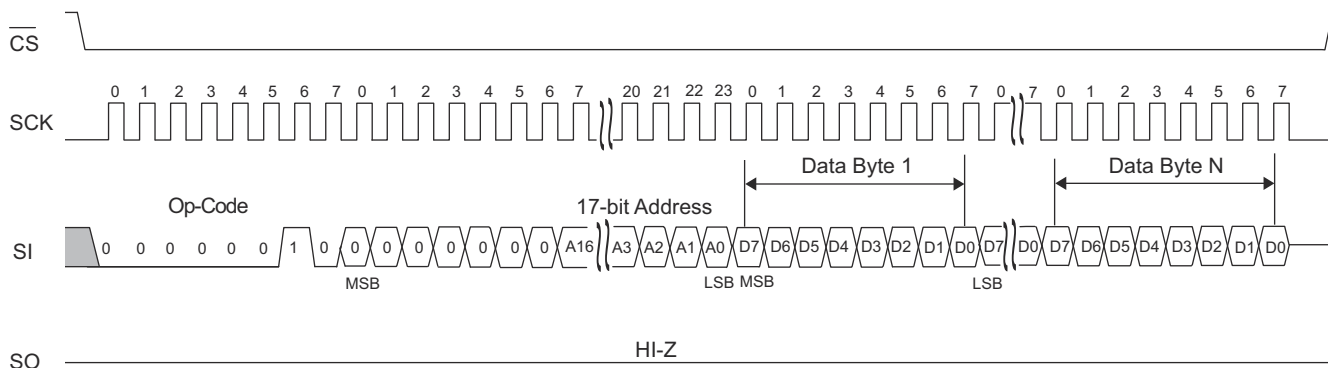 CS
0 1 2 3 4 5 6 7 0 1 2 3 4 5 6 7 20 21 22 23 0 1 2 3 4 5 6 7 0 7 0 1 2 3 4 5 6 7
SCK
Data Byte 1 Data Byte N
Op-Code 17-bit Address
SI 0 0 0 0 0 0 1 0 0 0 0 0 0 0 0 A16 A3 A2 A1 A0 D7 D6 D5 D4 D3 D2 D1 D0 D7 D0 D7 D6 D5 D4 D3 D2 D1 D0
MSB LSB MSB LSB
HI-Z
SO